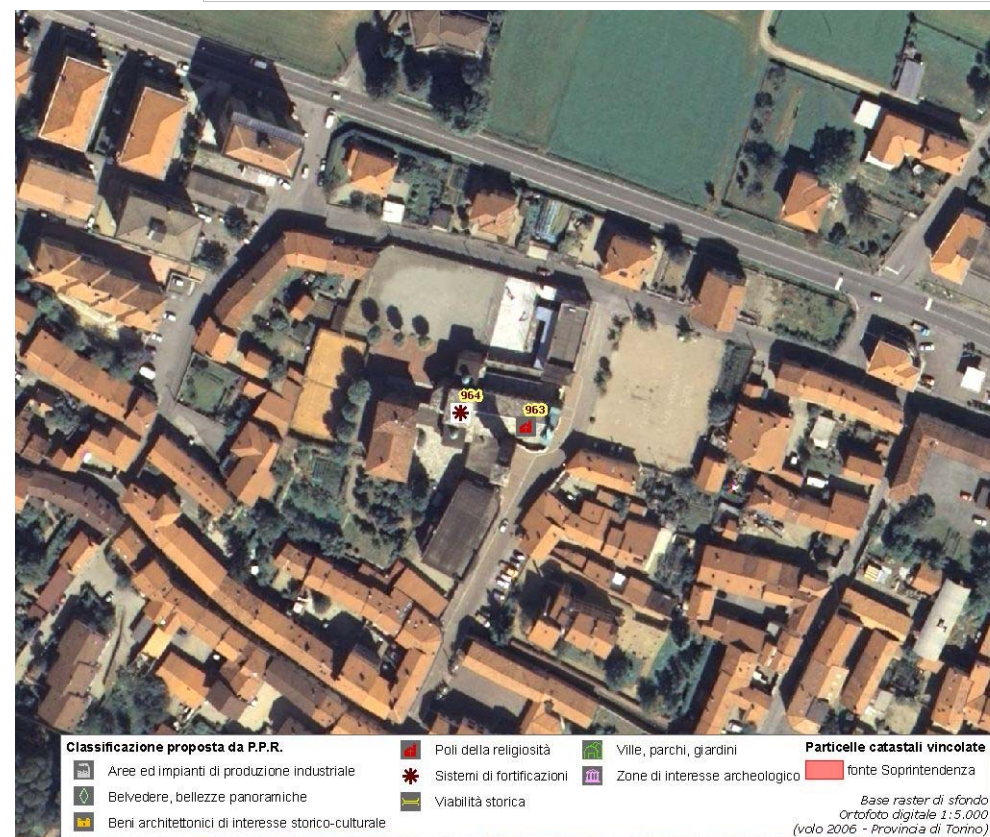 964
963
Classificazione proposta da P.P.R.
Aree ed impianti di produzione industriale
Belvedere, bellezze panoramiche
Beni architettonici di interesse storico-culturale
Poli della religiosità
Sistemi di fortificazioni
Viabilità storica
Ville, parchi, giardini
Zone di interesse archeologico
Particelle catastali vincolate
fonte Soprintendenza
Base raster di sfondo
Ortofoto digitale 1:5.000
(volo 2006 - Provincia di Torino)